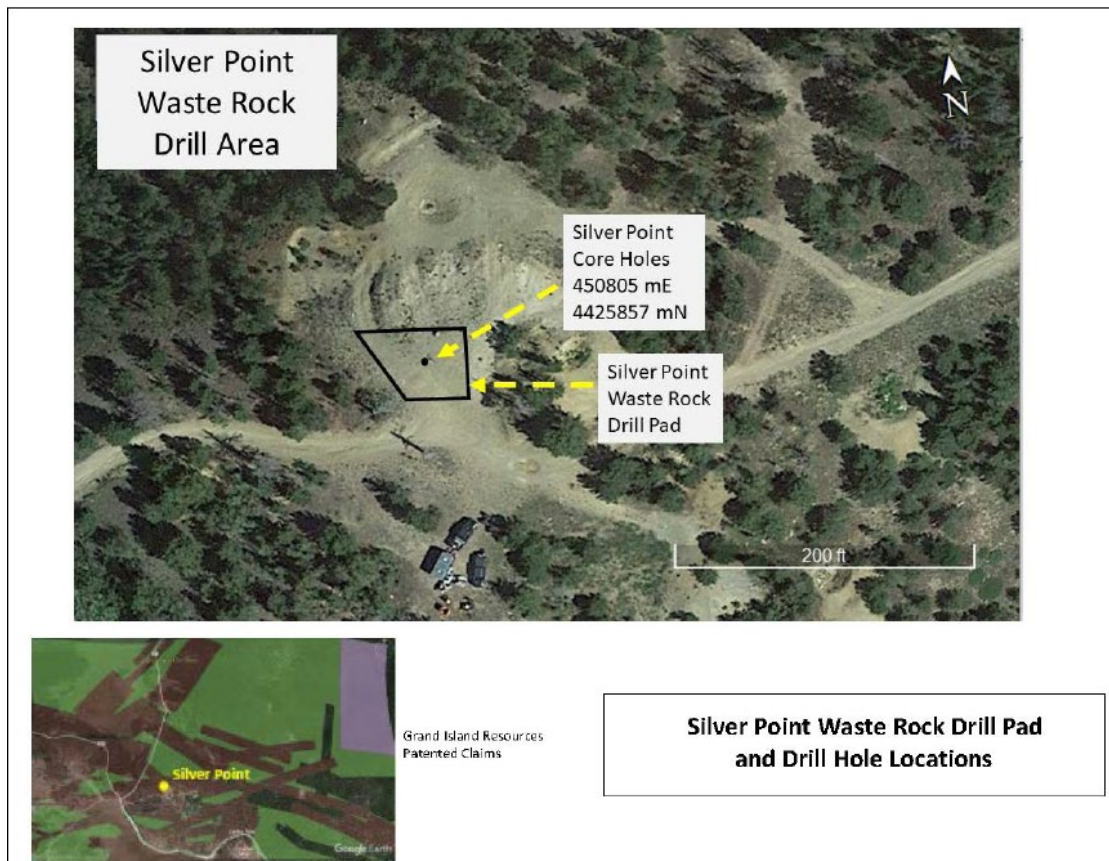 Silver Point
Waste Rock
Drill Area
N
Silver Point
Core Holes
450805 mE
4425857 mN
Silver Point
Waste Rock
Drill Pad
200 ft
Silver Point
Google Earth
Grand Island Resources
Patented Claims
Silver Point Waste Rock Drill Pad
and Drill Hole Locations